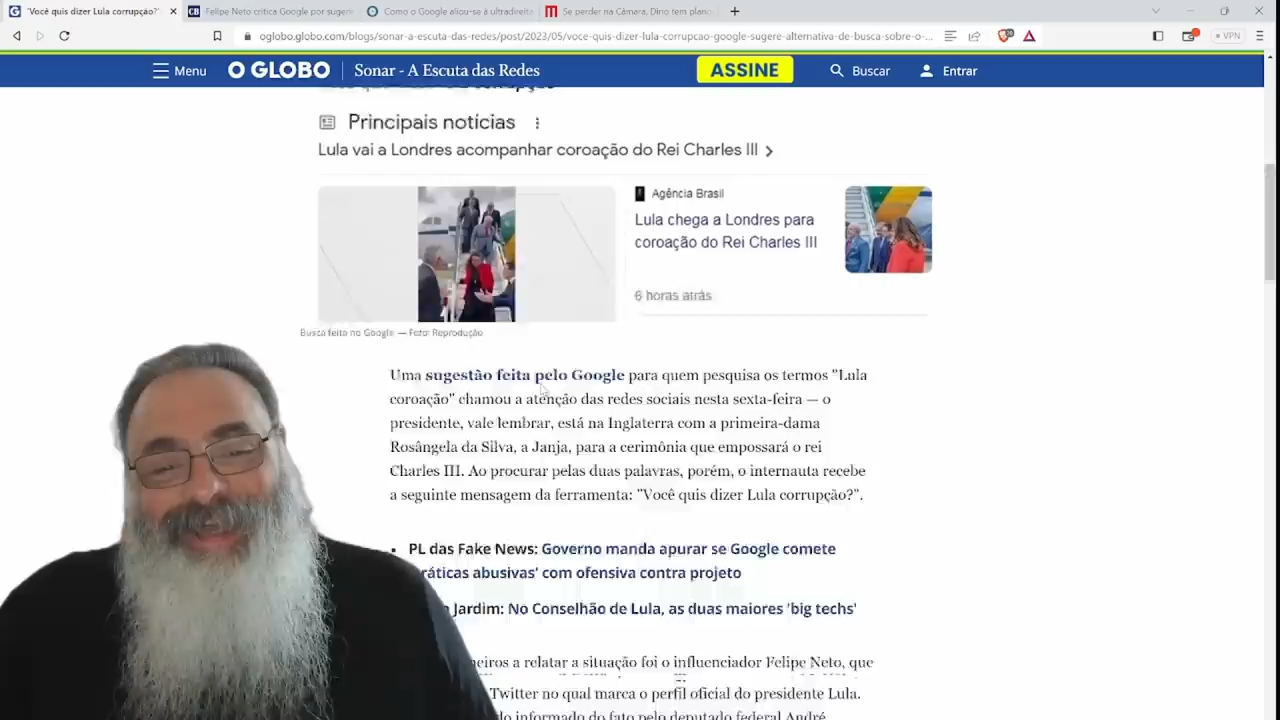 "Você quis dizer Lula corrupção?"
Felipe Neto critica Google por sugerir
Como o Google aliou-se à ultradireita
Se perder na Câmara, Dino tem plano
oglobo.globo.com/blogs/sonar-a-escuta-das-redes/post/2023/05/voce-quis-dizer-lula-corrupcao-google-sugere-alternativa-de-busca-sobre-o-...
VPN
Menu
O GLOBO
Sonar - A Escuta das Redes
ASSINE
Buscar
Entrar
corrupção
Principais notícias
Lula vai a Londres acompanhar coroação do Rei Charles III
Agência Brasil
Lula chega a Londres para
coroação do Rei Charles III
6 horas atrás
Busca feita no Google — Foto: Reprodução
Uma sugestão feita pelo Google para quem pesquisa os termos "Lula
coroação" chamou a atenção das redes sociais nesta sexta-feira — o
presidente, vale lembrar, está na Inglaterra com a primeira-dama
Rosângela da Silva, a Janja, para a cerimônia que empossará o rei
Charles III. Ao procurar pelas duas palavras, porém, o internauta recebe
a seguinte mensagem da ferramenta: "Você quis dizer Lula corrupção?".
PL das Fake News: Governo manda apurar se Google comete
ráticas abusivas' com ofensiva contra projeto
Jardim: No Conselhão de Lula, as duas maiores 'big techs'
neiros a relatar a situação foi o influenciador Felipe Neto, que
Twitter no qual marca o perfil oficial do presidente Lula.
do informado do fato pelo deputado federal André